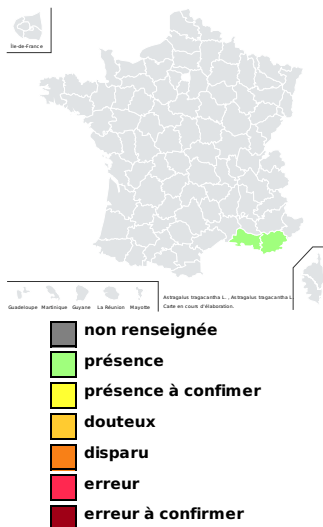 Île-de-France
Astragalus tragacantha L. , Astragalus tragacantha L.
Carte en cours d'élaboration.
Guadeloupe Martinique Guyane La Réunion Mayotte
non renseignée
présence
présence à confimer
douteux
disparu
erreur
erreur à confirmer